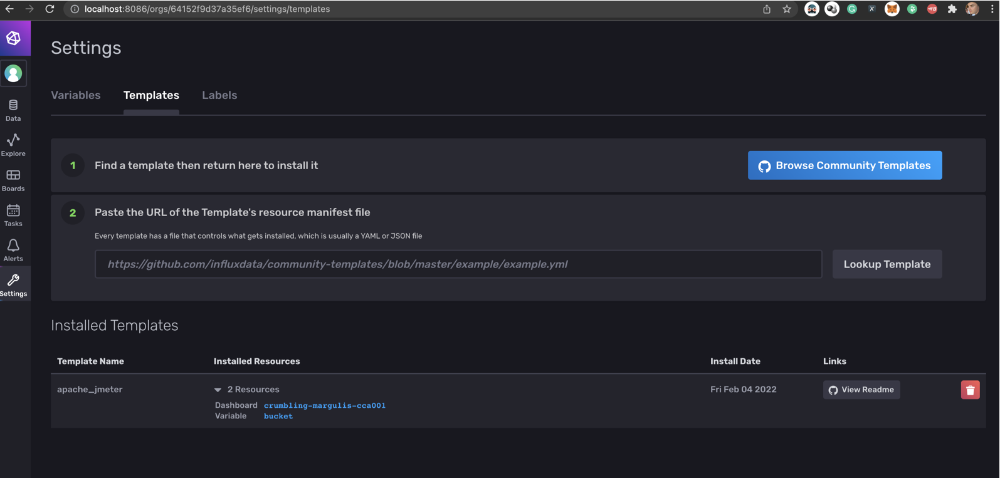 localhost:8086/orgs/64152f9d37a35ef6/settings/templates
Settings
Data
Explore
Boards
Tasks
Alerts
Settings
Variables Templates Labels
1 Find a template then return here to install it Browse Community Templates
2 Paste the URL of the Template's resource manifest file
Every template has a file that controls what gets installed, which is usually a YAML or JSON file
https://github.com/influxdata/community-templates/blob/master/example/example.yml Lookup Template
Installed Templates
Template Name Installed Resources Install Date Links
apache_jmeter 2 Resources Fri Feb 04 2022 View Readme
Dashboard crumbling-margulis-cca001
Variable bucket